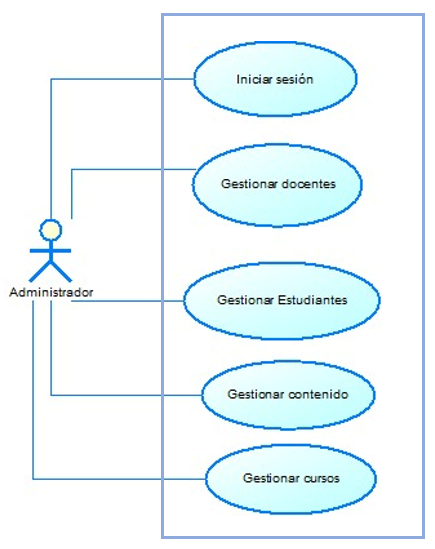 Iniciar sesión
Gestionar docentes
Administrador
Gestionar Estudiantes
Gestionar contenido
Gestionar cursos